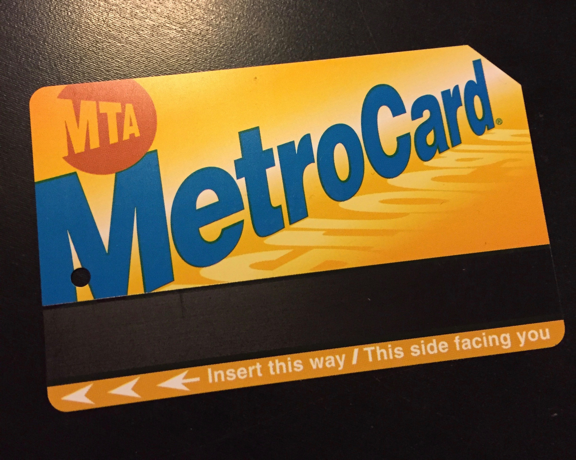 MTA
MetroCard®
Insert this way / This side facing you